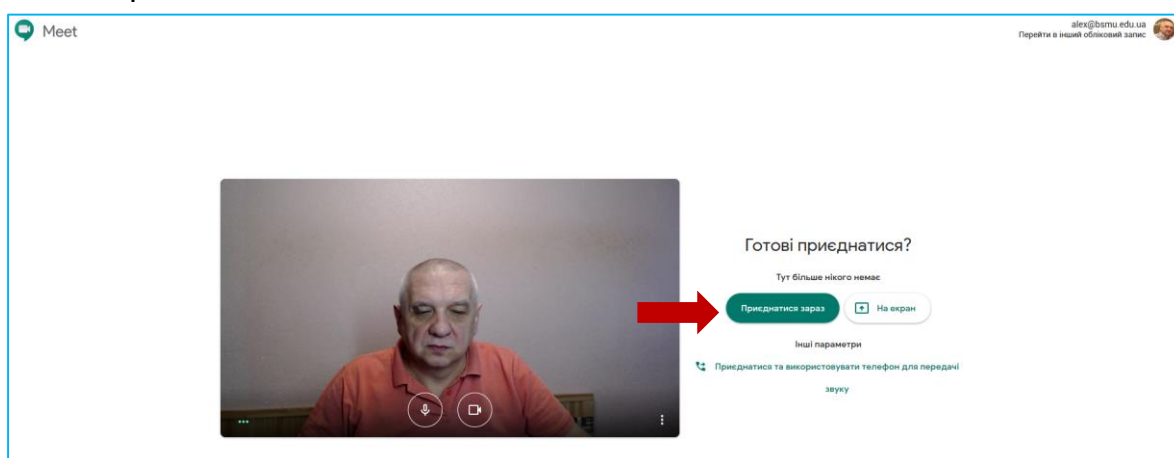 Meet
alex@bsmu.edu.ua
Перейти в інший обліковий запис
Готові приєднатися?
Тут більше нікого немає
Приєднатися зараз
На екран
Інші параметри
Приєднатися та використовувати телефон для передачі
звуку